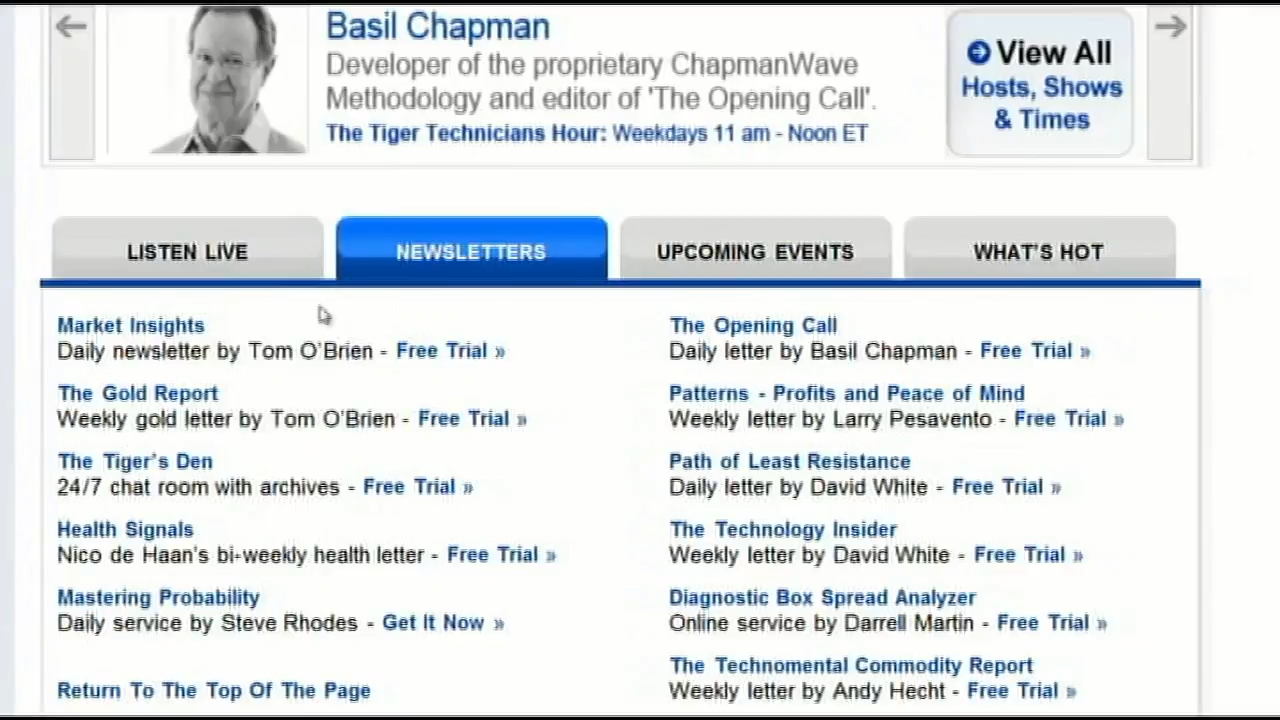 Basil Chapman
Developer of the proprietary ChapmanWave
Methodology and editor of 'The Opening Call'.
The Tiger Technicians Hour: Weekdays 11 am - Noon ET
View All
Hosts, Shows
& Times
LISTEN LIVE
NEWSLETTERS
UPCOMING EVENTS
WHAT'S HOT
Market Insights
Daily newsletter by Tom O'Brien - Free Trial »
The Gold Report
Weekly gold letter by Tom O'Brien - Free Trial »
The Tiger's Den
24/7 chat room with archives - Free Trial »
Health Signals
Nico de Haan's bi-weekly health letter - Free Trial »
Mastering Probability
Daily service by Steve Rhodes - Get It Now »
Return To The Top Of The Page
The Opening Call
Daily letter by Basil Chapman - Free Trial »
Patterns - Profits and Peace of Mind
Weekly letter by Larry Pesavento - Free Trial »
Path of Least Resistance
Daily letter by David White - Free Trial »
The Technology Insider
Weekly letter by David White - Free Trial »
Diagnostic Box Spread Analyzer
Online service by Darrell Martin - Free Trial »
The Technomental Commodity Report
Weekly letter by Andy Hecht - Free Trial »